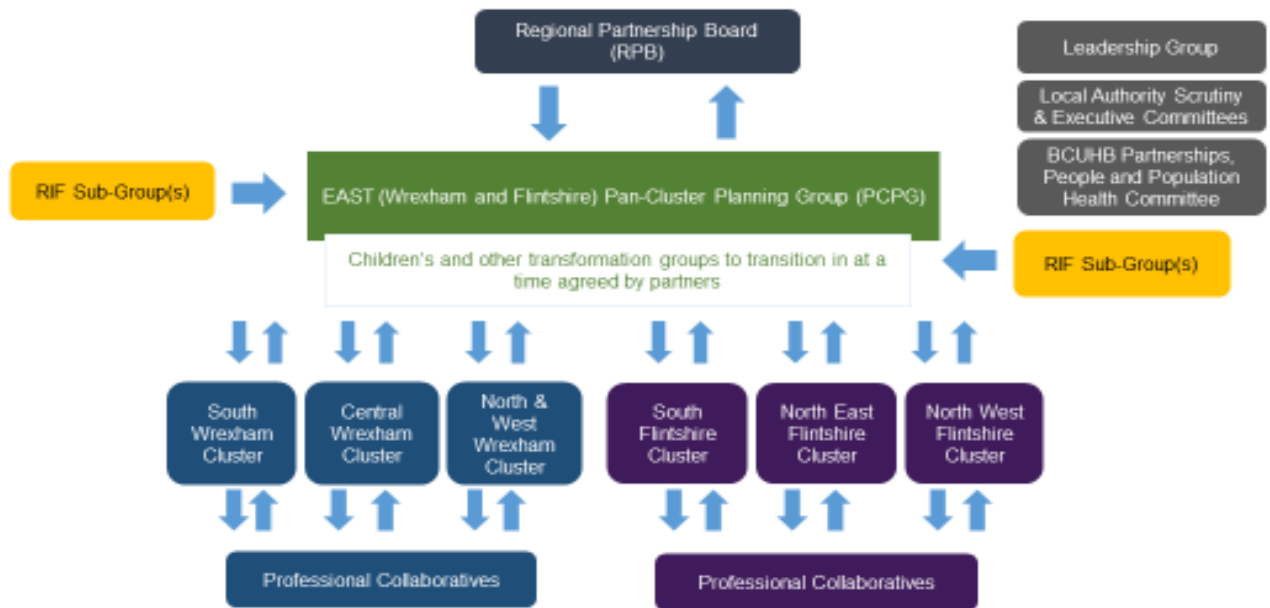 Regional Partnership Board
(RPB)
Leadership Group
Local Authority Scrutiny
& Executive Committees
BCUHB Partnerships,
People and Population
Health Committee
RIF Sub-Group(s)
EAST (Wrexham and Flintshire) Pan-Cluster Planning Group (PCPG)
Children's and other transformation groups to transition in at a
time agreed by partners
RIF Sub-Group(s)
South
Wrexham
Cluster
Central
Wrexham
Cluster
North &
West
Wrexham
Cluster
South
Flintshire
Cluster
North East
Flintshire
Cluster
North West
Flintshire
Cluster
Professional Collaboratives
Professional Collaboratives